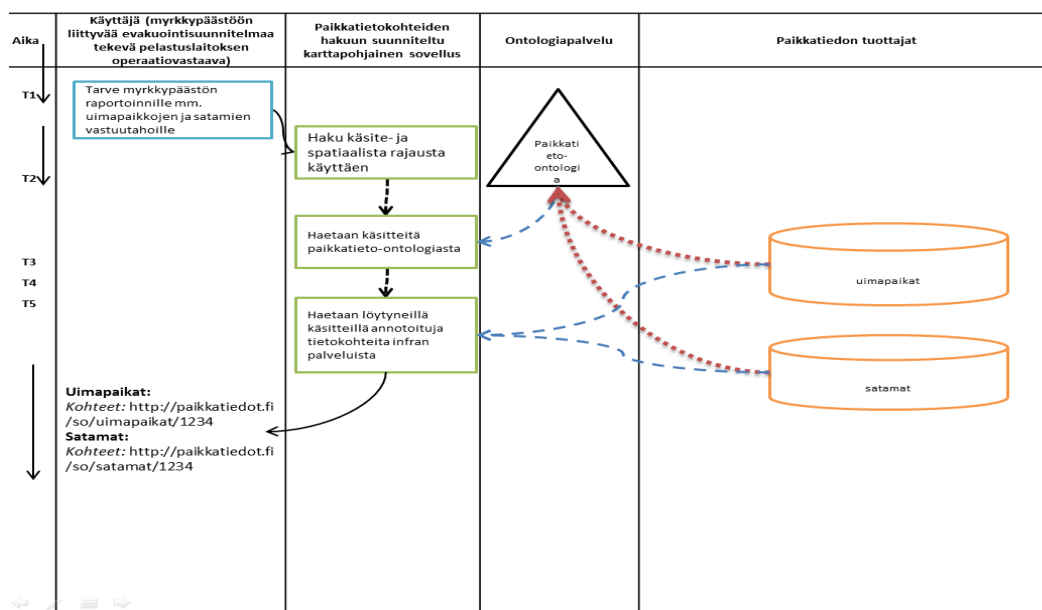 Aika
Käyttäjä (myrkkypäästöön
liittyvää evakuointisuunnitelmaa
tekevä pelastuslaitoksen
operaatiovastaava)
Paikkatietokohteiden
hakuun suunniteltu
karttapohjainen sovellus
Ontologiapalvelu
Paikkatiedon tuottajat
T1
Tarve myrkkypäästön
raportoinnille mm.
uimapaikkojen ja satamien
vastuutahoille
Haku käsite- ja
spatiaalista rajausta
käyttäen
Paikkati
eto-
ontologi
a
T2
Haetaan käsitteitä
paikkatieto-ontologiasta
T3
T4
T5
uimapaikat
Haetaan löytyneillä
käsitteillä annotoituja
tietokohteita infran
palveluista
satamat
Uimapaikat:
Kohteet: http://paikkatiedot.fi
/so/uimapaikat/1234
Satamat:
Kohteet: http://paikkatiedot.fi
/so/satamat/1234